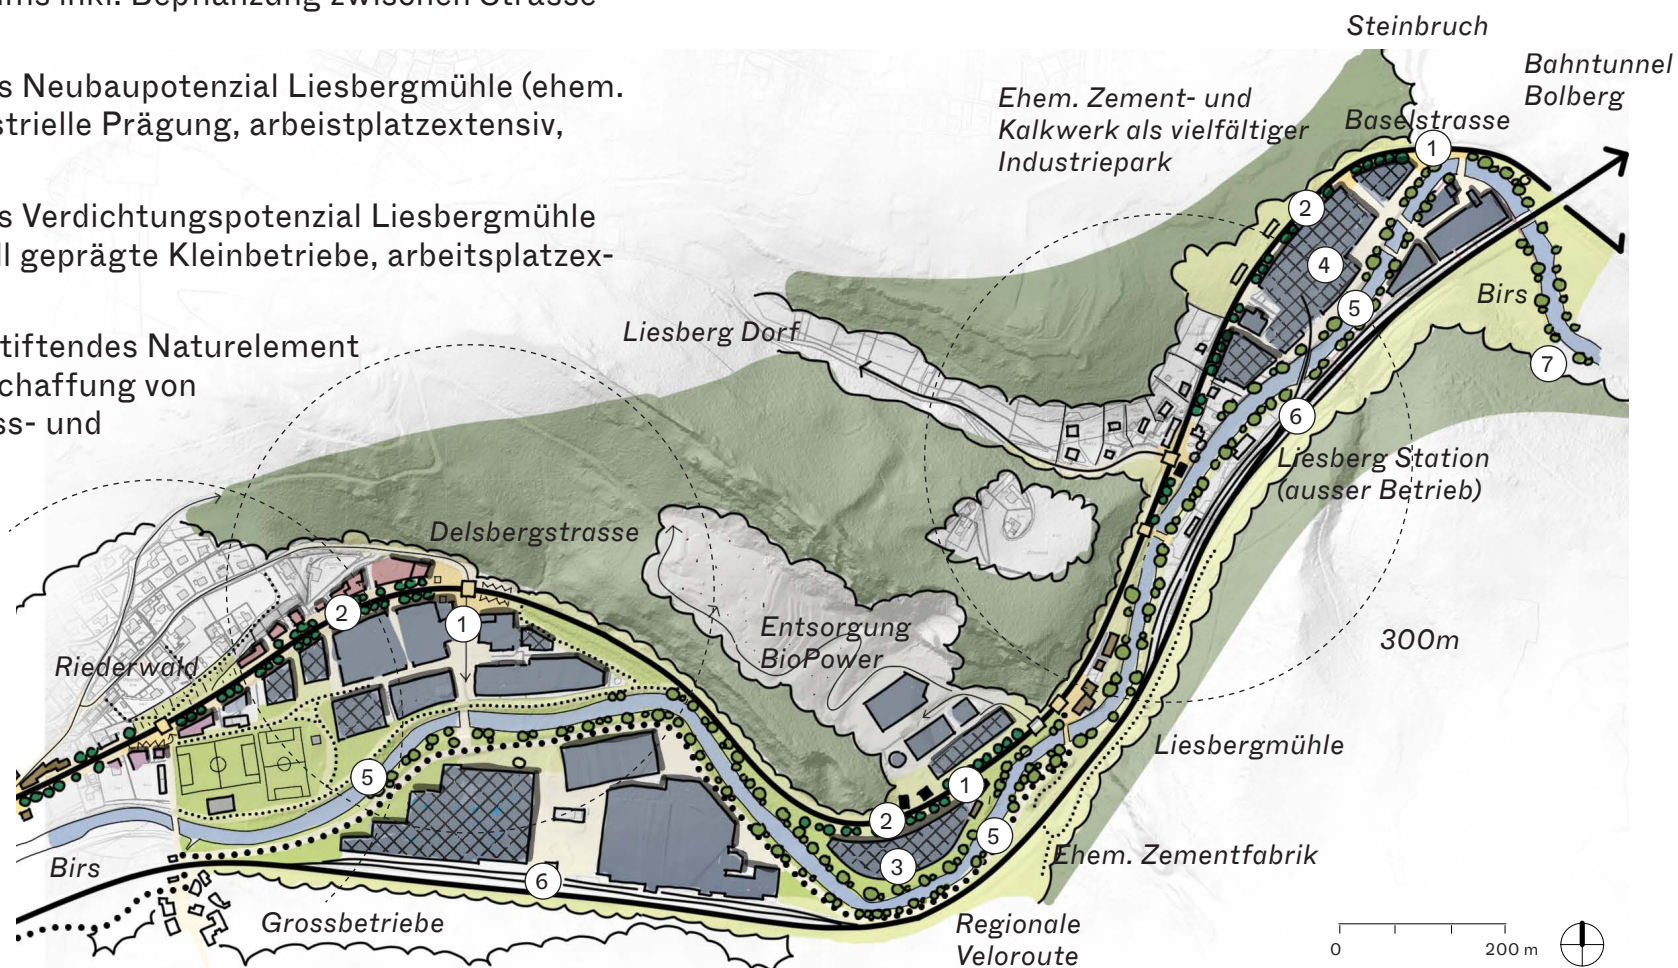 s Neubaupotenzial Liesbergmühle (ehem.
strielle Prägung, arbeistplatzextensiv,
s Verdichtungspotenzial Liesbergmühle
ll geprägte Kleinbetriebe, arbeitsplatzex-
tiftendes Naturelement
chaffung von
ss- und
Steinbruch
Bahntunnel
Bolberg
Ehem. Zement- und
Kalkwerk als vielfältiger
Industriepark
Baselstrasse
1
2
4
5
Birs
7
Liesberg Dorf
6
Liesberg Station
(ausser Betrieb)
Delsbergstrasse
2
1
Entsorgung
BioPower
300m
Riederwald
Liesbergmühle
5
1
2
5
3
Ehem. Zementfabrik
Birs
6
Grossbetriebe
Regionale
Veloroute
0
200 m